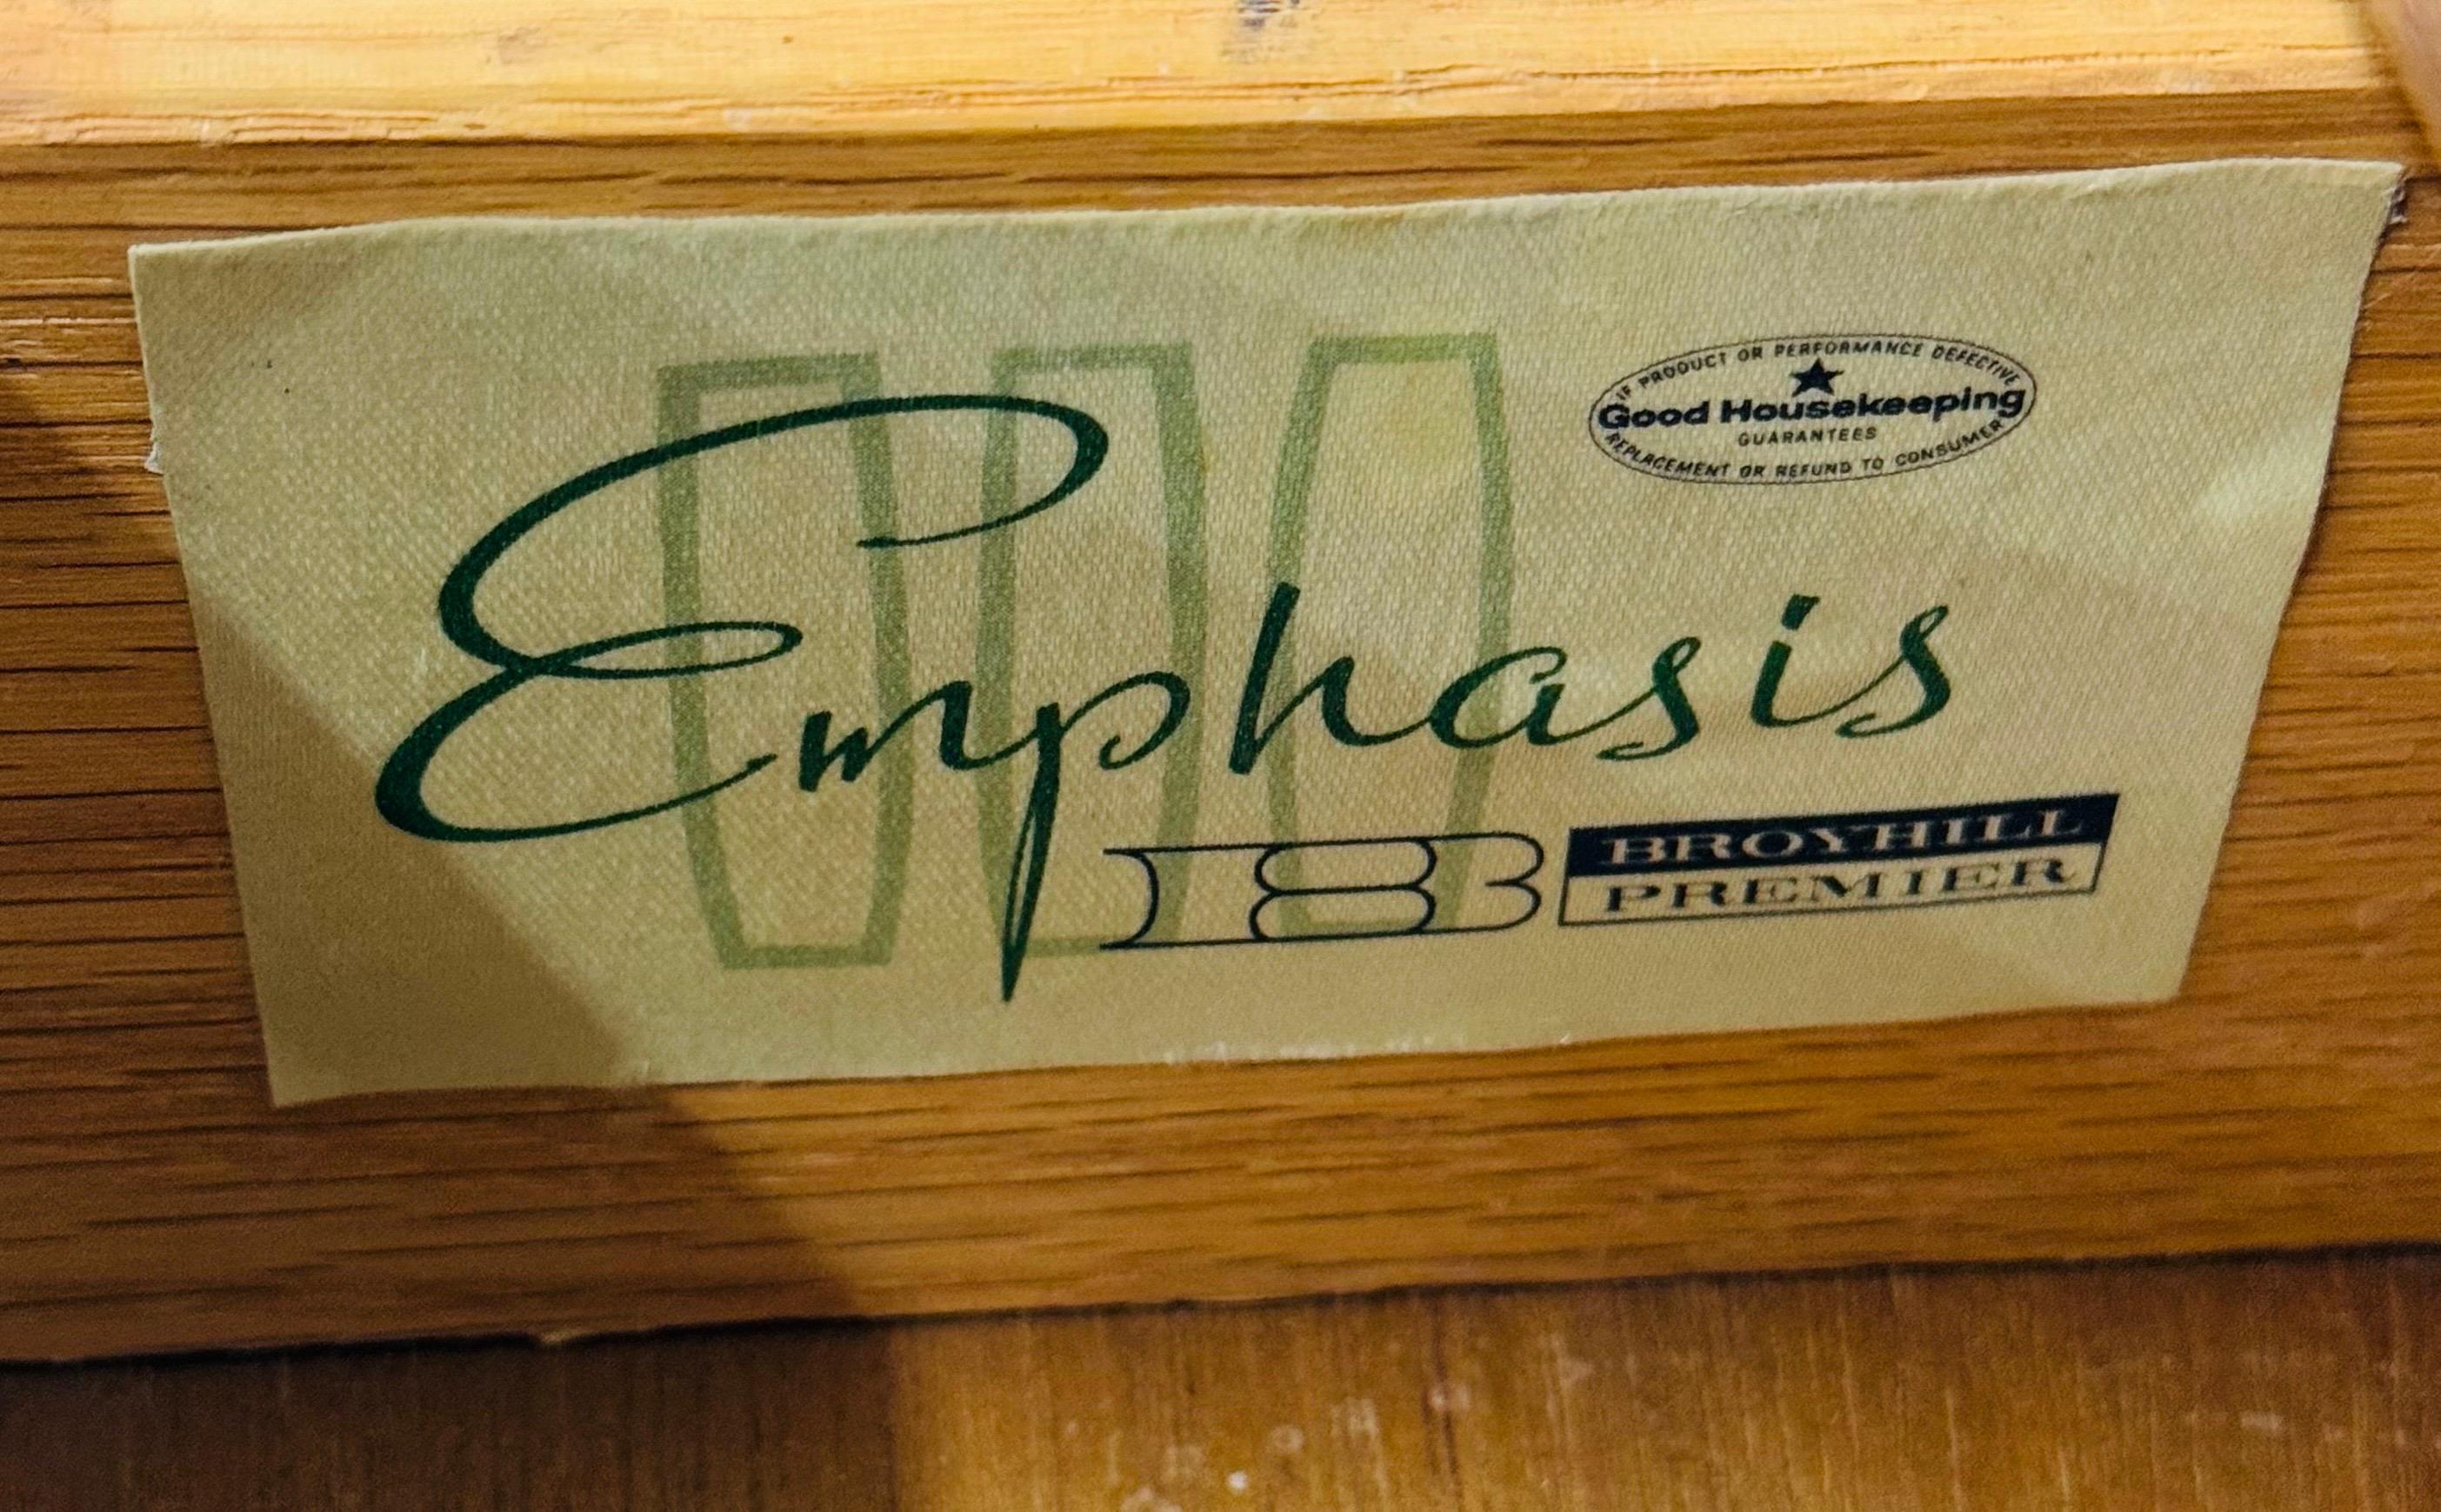 IF PRODUCT OR PERFORMANCE DEFECTIVE
Good Housekeeping
GUARANTEES
REPLACEMENT OR REFUND TO CONSUMER
Emphasis
B BROYHILL
PREMIER